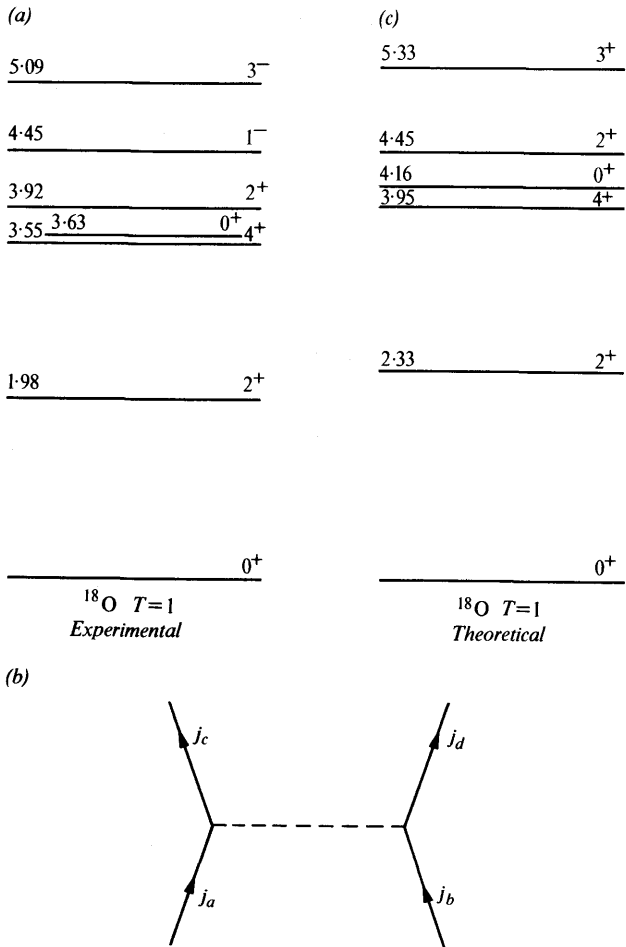 (a)
5·09 3⁻
4·45 1⁻
3·92 2⁺
3·63 0⁺
3·55 4⁺
1·98 2⁺
0⁺
¹⁸O T=1
Experimental
(c)
5·33 3⁺
4·45 2⁺
4·16 0⁺
3·95 4⁺
2·33 2⁺
0⁺
¹⁸O T=1
Theoretical
(b)
j_c j_d
j_a j_b